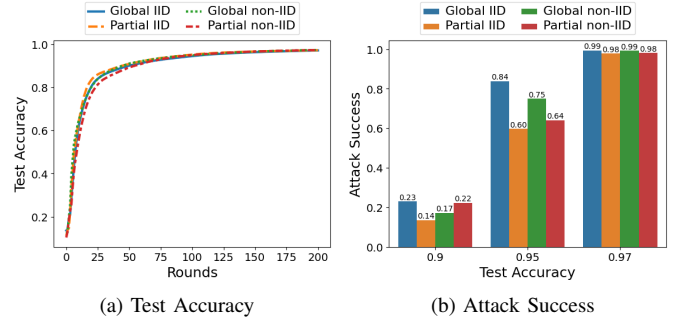 Global IID Global non-IID
Partial IID Partial non-IID
1.0
0.8
0.6
0.4
0.2
Test Accuracy
0 25 50 75 100 125 150 175 200
Rounds
(a) Test Accuracy
Global IID Global non-IID
Partial IID Partial non-IID
1.0
0.8
0.6
0.4
0.2
0.0
Attack Success
0.23 0.14 0.17 0.22
0.84 0.60 0.75 0.64
0.99 0.98 0.99 0.98
0.9 0.95 0.97
Test Accuracy
(b) Attack Success